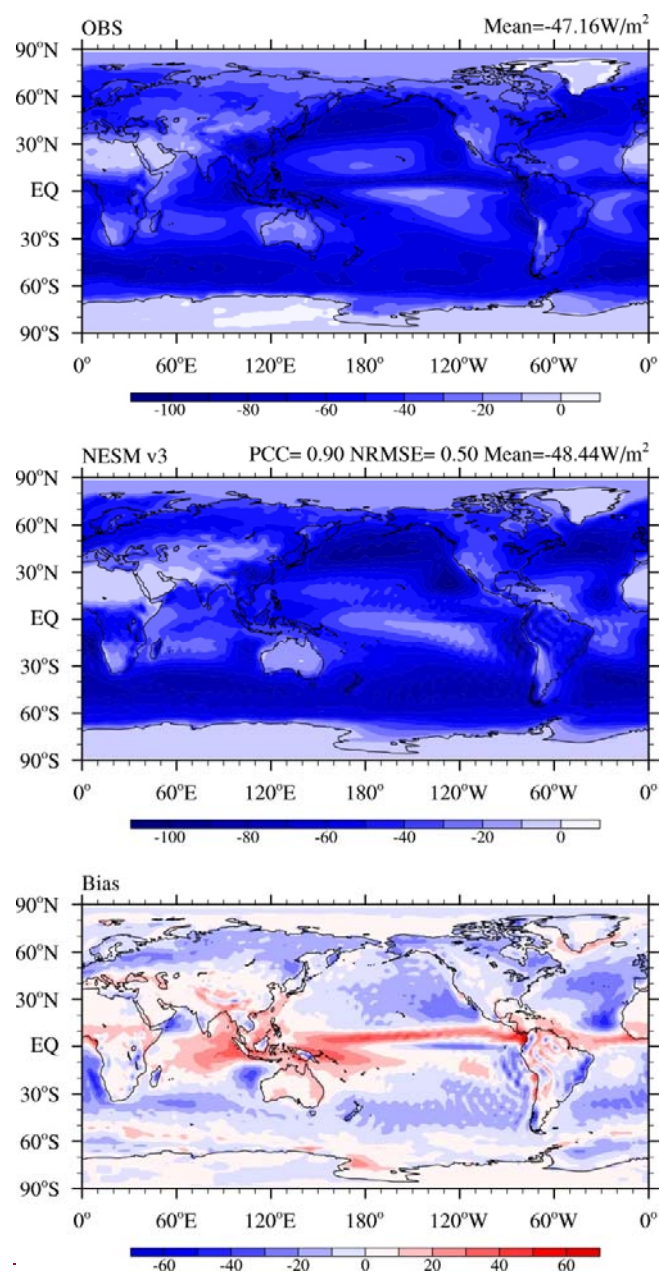 OBS Mean=-47.16W/m²
90°N
60°N
30°N
EQ
30°S
60°S
90°S
0° 60°E 120°E 180° 120°W 60°W 0°
-100 -80 -60 -40 -20 0
NESM v3 PCC= 0.90 NRMSE= 0.50 Mean=-48.44W/m²
90°N
60°N
30°N
EQ
30°S
60°S
90°S
0° 60°E 120°E 180° 120°W 60°W 0°
-100 -80 -60 -40 -20 0
Bias
90°N
60°N
30°N
EQ
30°S
60°S
90°S
0° 60°E 120°E 180° 120°W 60°W 0°
-60 -40 -20 0 20 40 60